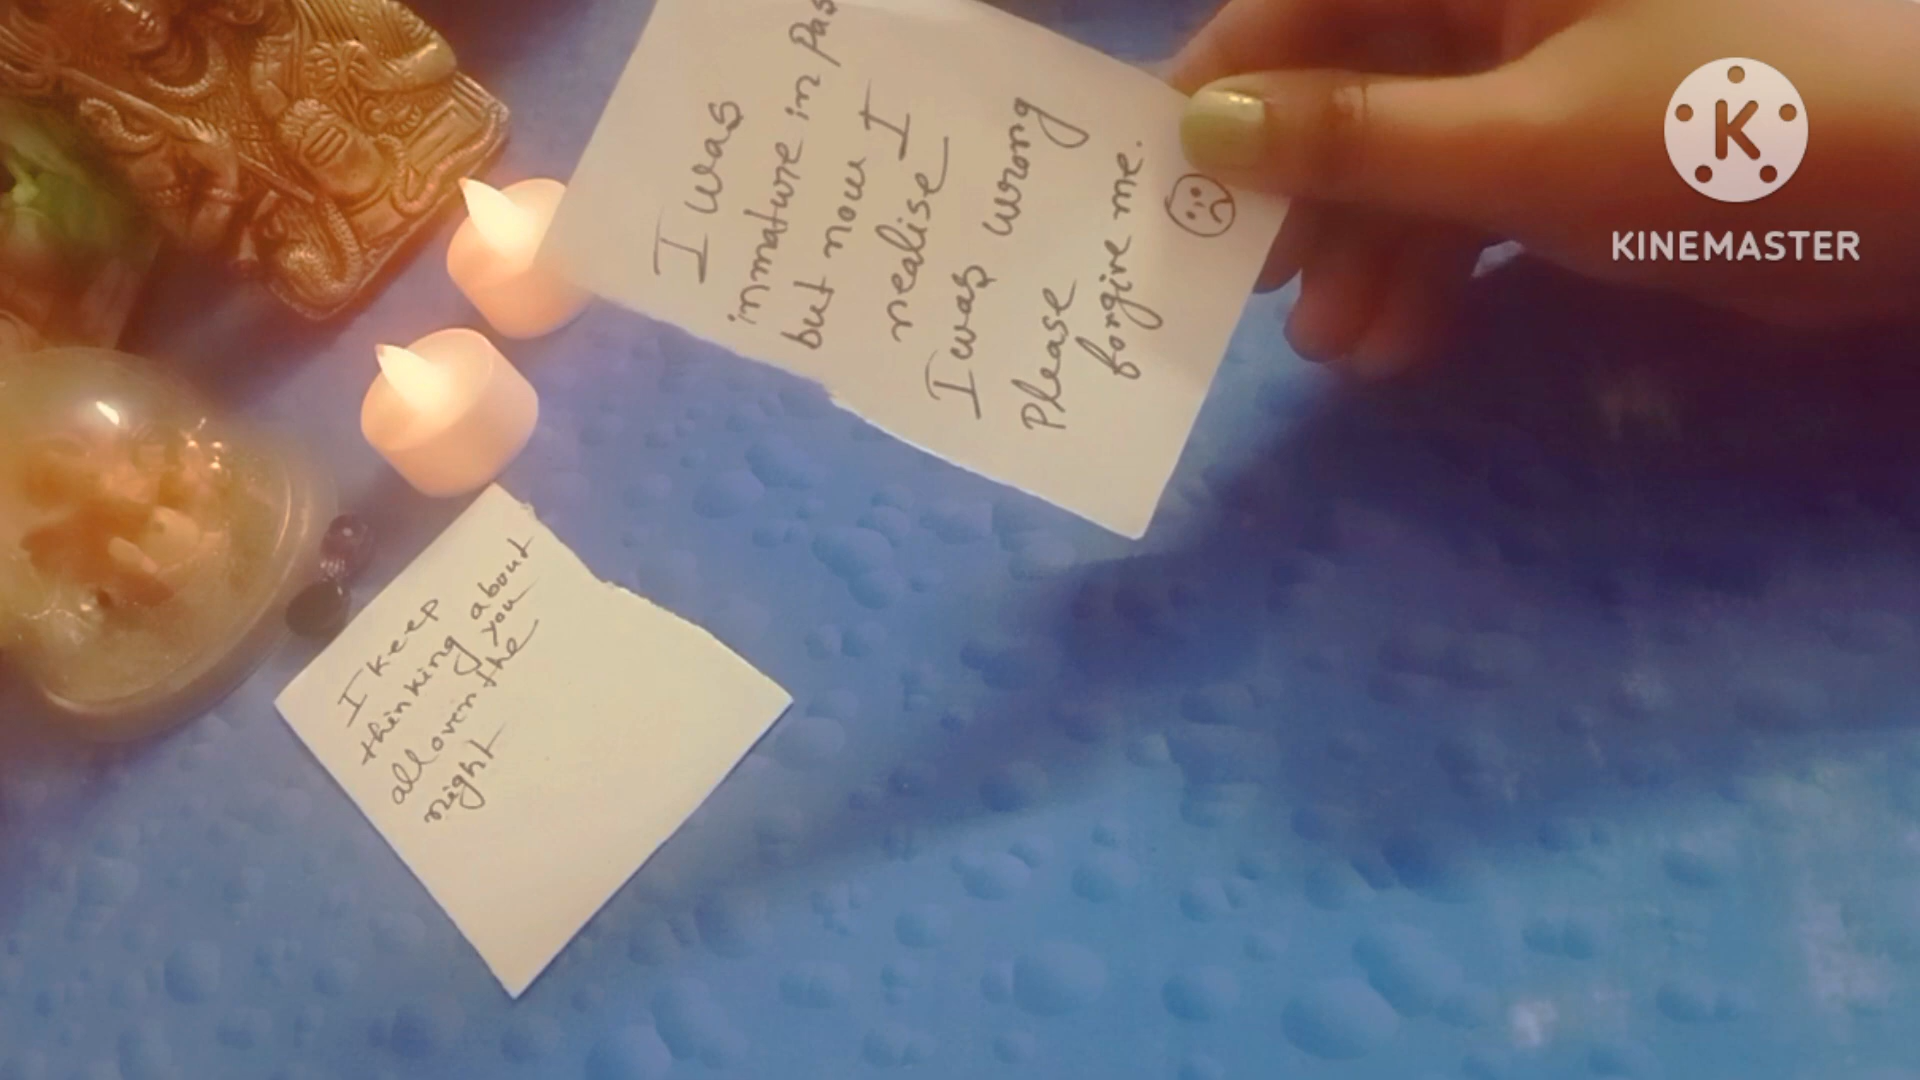 I was
immature in Pas
but now I
realise
I was wrong
Please
forgive me.
I keep
thinking about
you
all over the
night
K
KINEMASTER